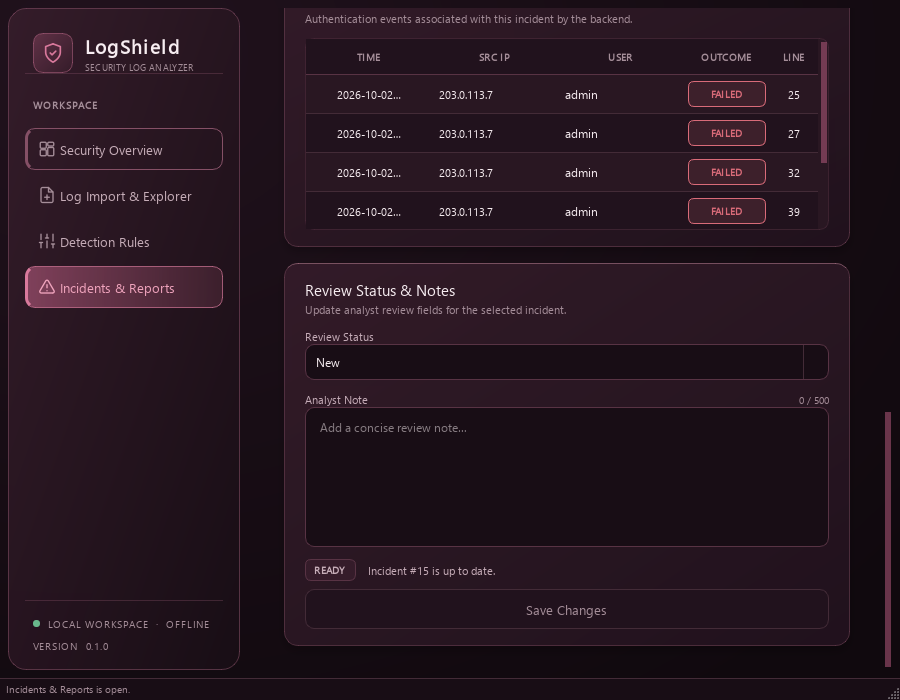 LogShield
SECURITY LOG ANALYZER
WORKSPACE
Security Overview
Log Import & Explorer
Detection Rules
Incidents & Reports
LOCAL WORKSPACE · OFFLINE
VERSION 0.1.0
Authentication events associated with this incident by the backend.
TIME SRC IP USER OUTCOME LINE
2026-10-02... 203.0.113.7 admin FAILED 25
2026-10-02... 203.0.113.7 admin FAILED 27
2026-10-02... 203.0.113.7 admin FAILED 32
2026-10-02... 203.0.113.7 admin FAILED 39
Review Status & Notes
Update analyst review fields for the selected incident.
Review Status
New
Analyst Note 0 / 500
Add a concise review note...
READY Incident #15 is up to date.
Save Changes
Incidents & Reports is open.